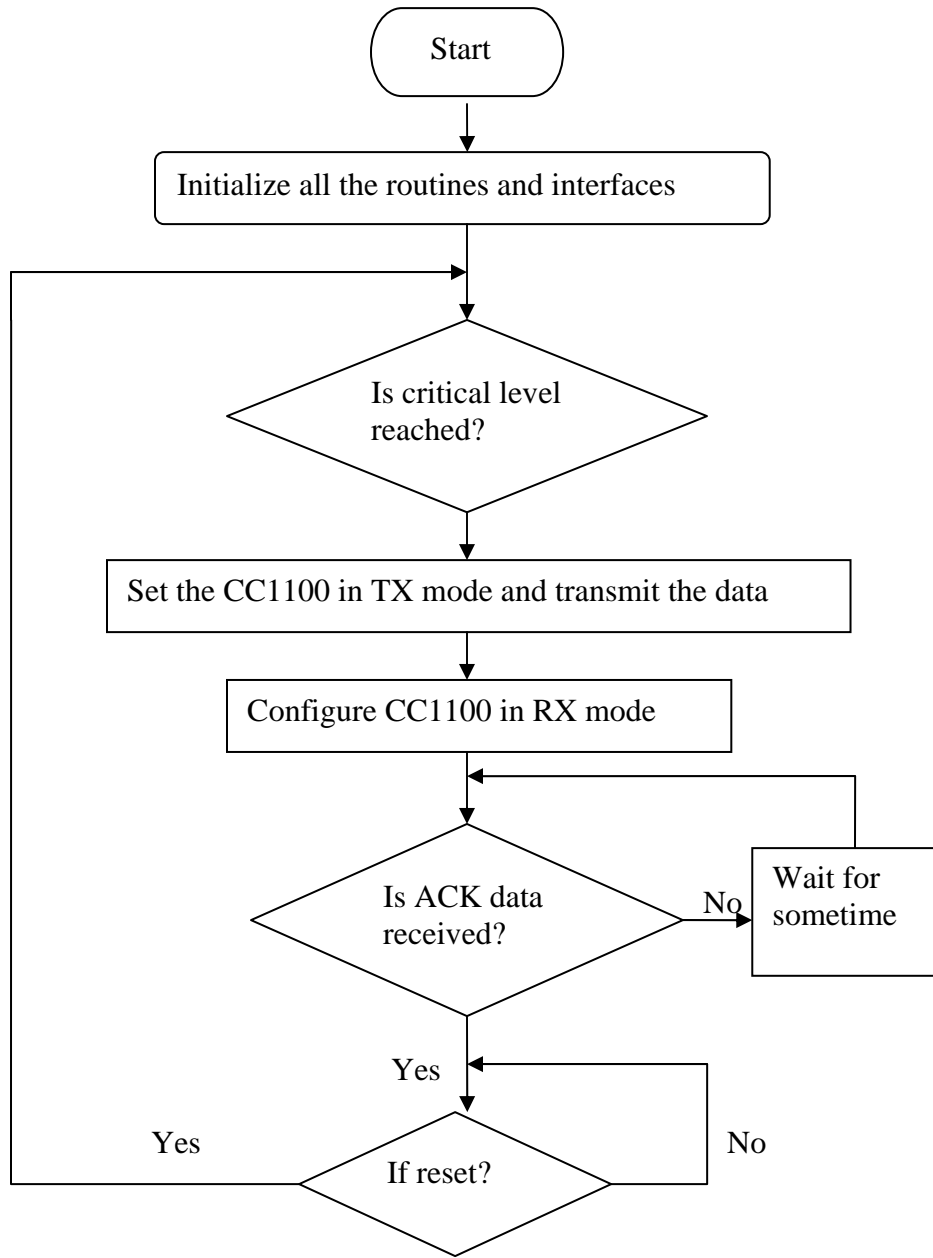 Start
Initialize all the routines and interfaces
Is critical level
reached?
Set the CC1100 in TX mode and transmit the data
Configure CC1100 in RX mode
Is ACK data
received?
No
Wait for
sometime
Yes
Yes
No
If reset?